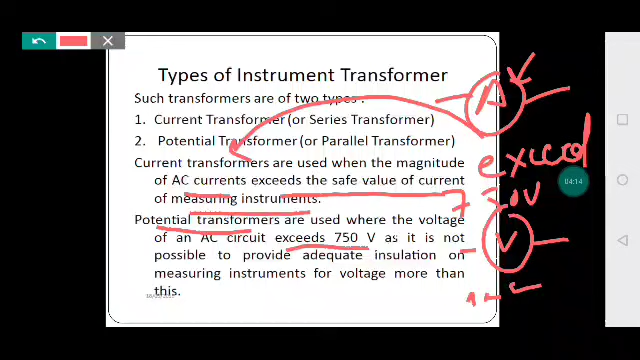 Types of Instrument Transformer
Such transformers are of two types :
1. Current Transformer (or Series Transformer)
2. Potential Transformer (or Parallel Transformer)
Current transformers are used when the magnitude
of AC currents exceeds the safe value of current
of measuring instruments.
Potential transformers are used where the voltage
of an AC circuit exceeds 750 V as it is not
possible to provide adequate insulation on
measuring instruments for voltage more than
this.
A
exceed
04:14
V